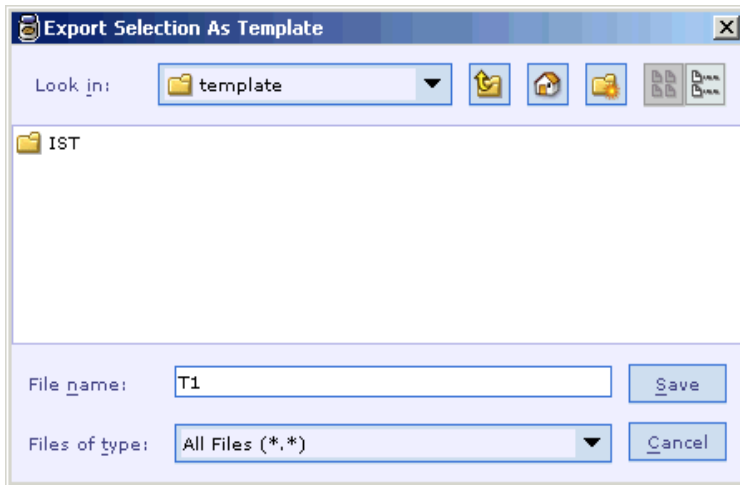 Export Selection As Template
Look in: template
IST
File name: T1 Save
Files of type: All Files (*.*) Cancel